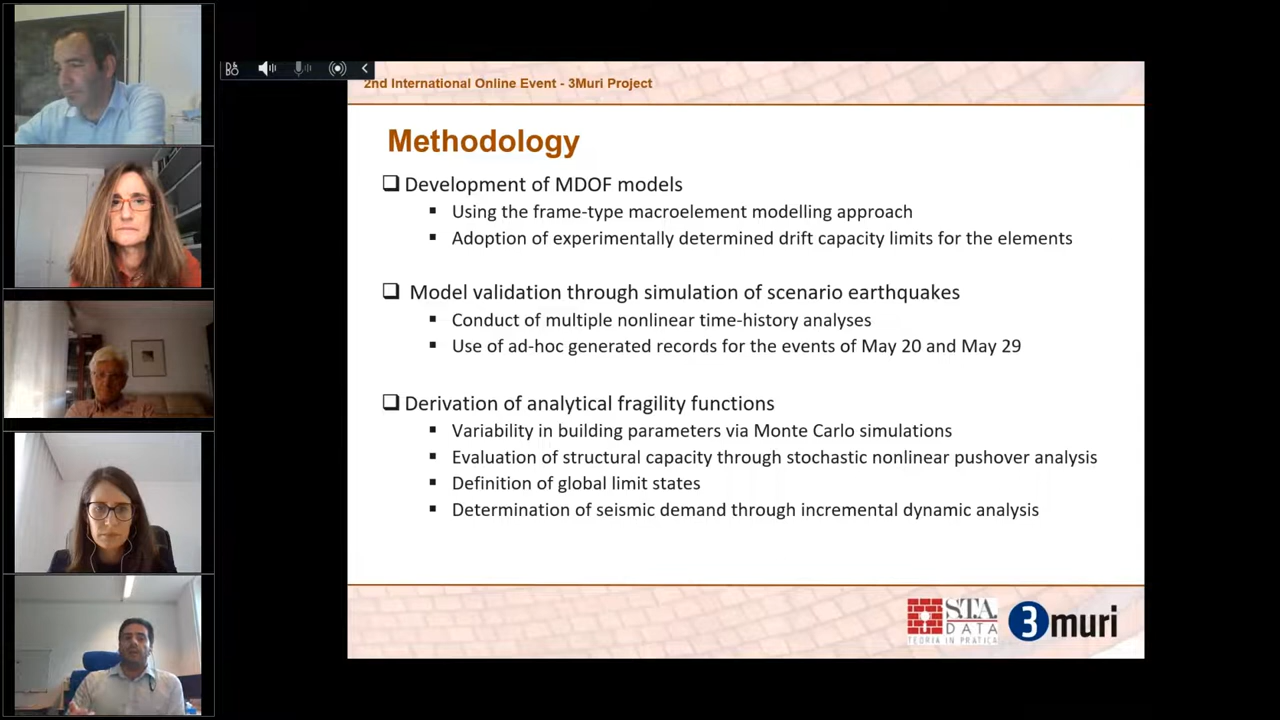 2nd International Online Event - 3Muri Project
Methodology
Development of MDOF models
Using the frame-type macroelement modelling approach
Adoption of experimentally determined drift capacity limits for the elements
Model validation through simulation of scenario earthquakes
Conduct of multiple nonlinear time-history analyses
Use of ad-hoc generated records for the events of May 20 and May 29
Derivation of analytical fragility functions
Variability in building parameters via Monte Carlo simulations
Evaluation of structural capacity through stochastic nonlinear pushover analysis
Definition of global limit states
Determination of seismic demand through incremental dynamic analysis
S.T.A.
DATA
TEORIA IN PRATICA
3muri